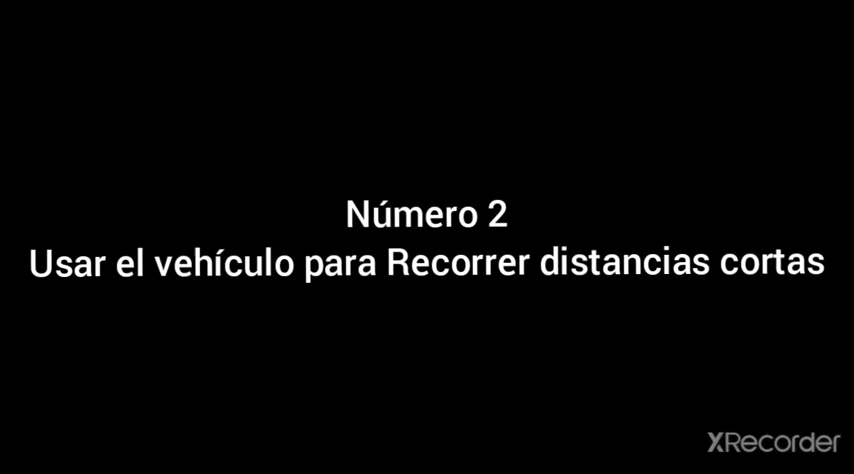 Número 2
Usar el vehículo para Recorrer distancias cortas
XRecorder